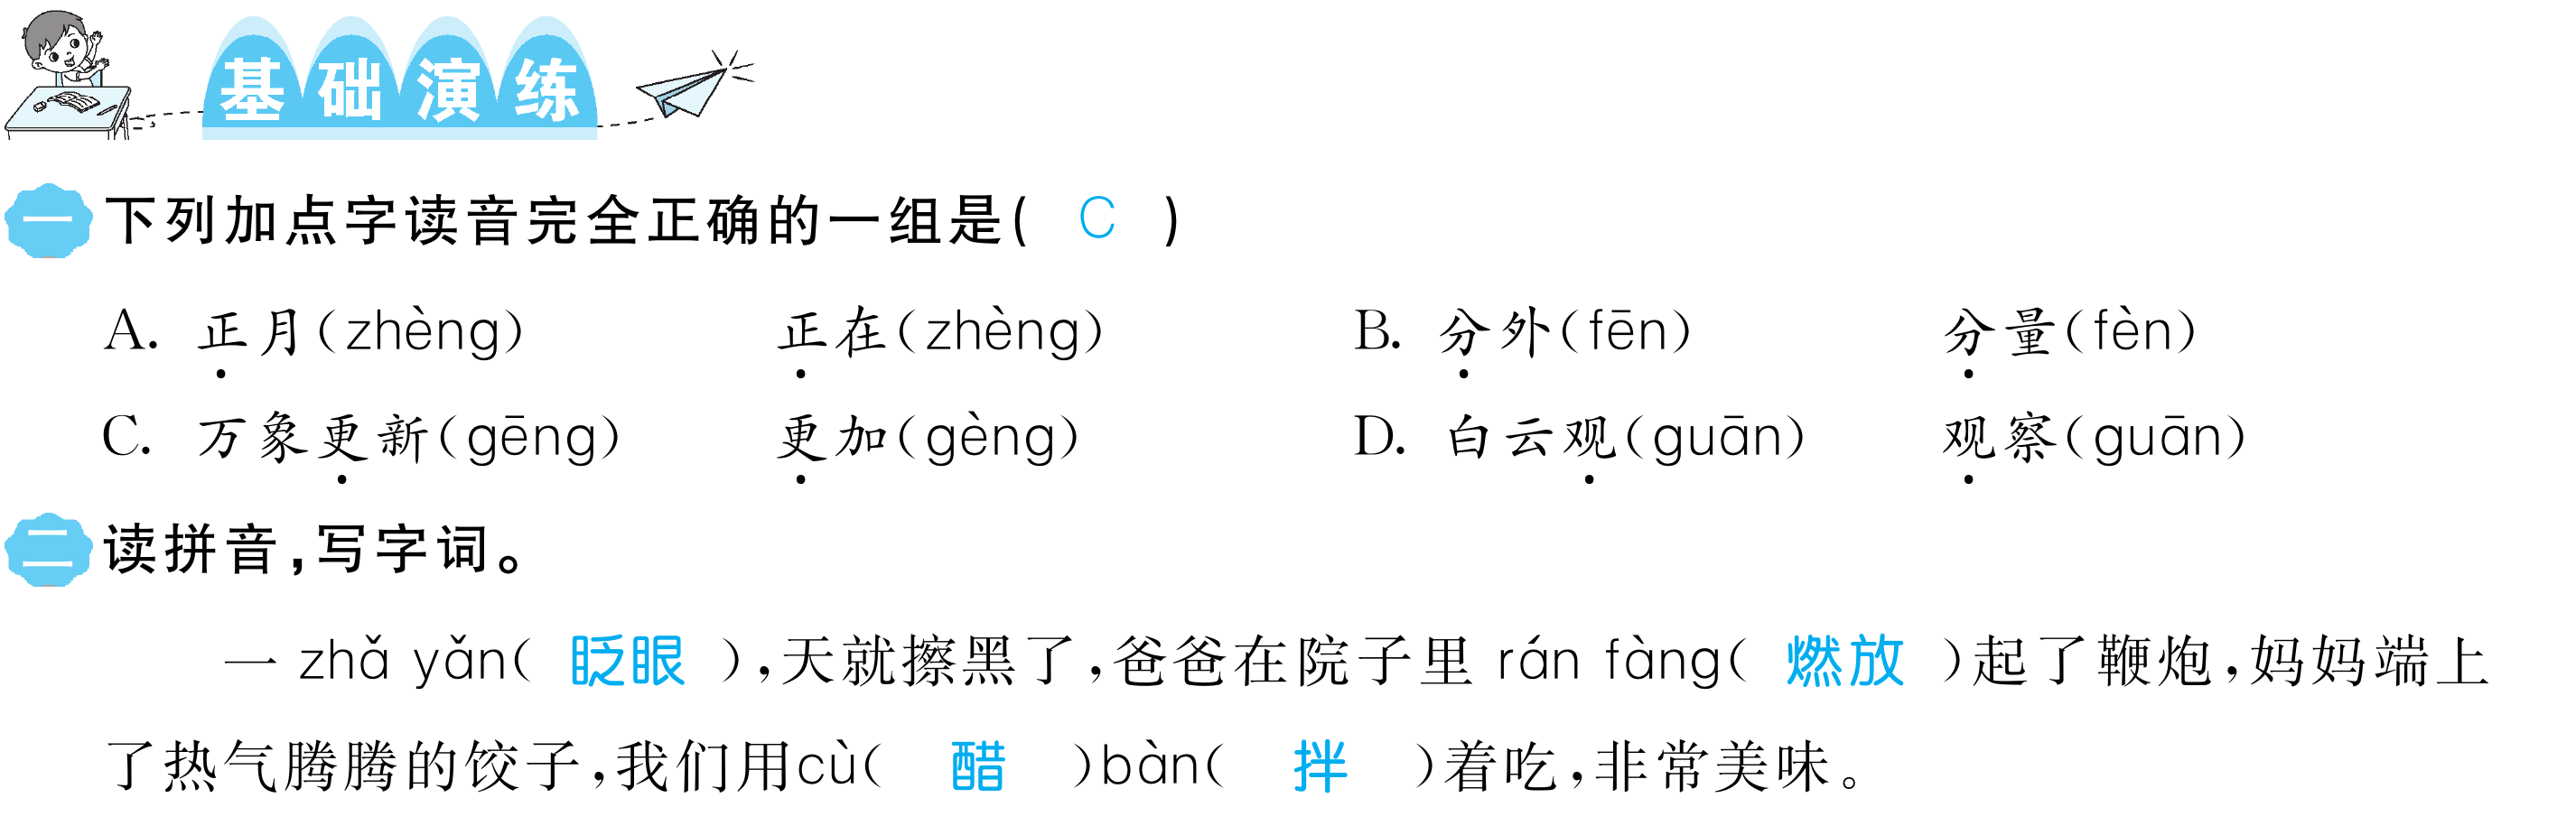 基础演练
一 下列加点字读音完全正确的一组是( C )
A. 正月(zhèng) 正在(zhèng) B. 分外(fēn) 分量(fèn)
C. 万象更新(gēng) 更加(gèng) D. 白云观(guān) 观察(guān)
二 读拼音,写字词。
一 zhǎ yǎn( 眨眼 ),天就擦黑了,爸爸在院子里 rán fàng( 燃放 )起了鞭炮,妈妈端上
了热气腾腾的饺子,我们用cù( 醋 )bàn( 拌 )着吃,非常美味。